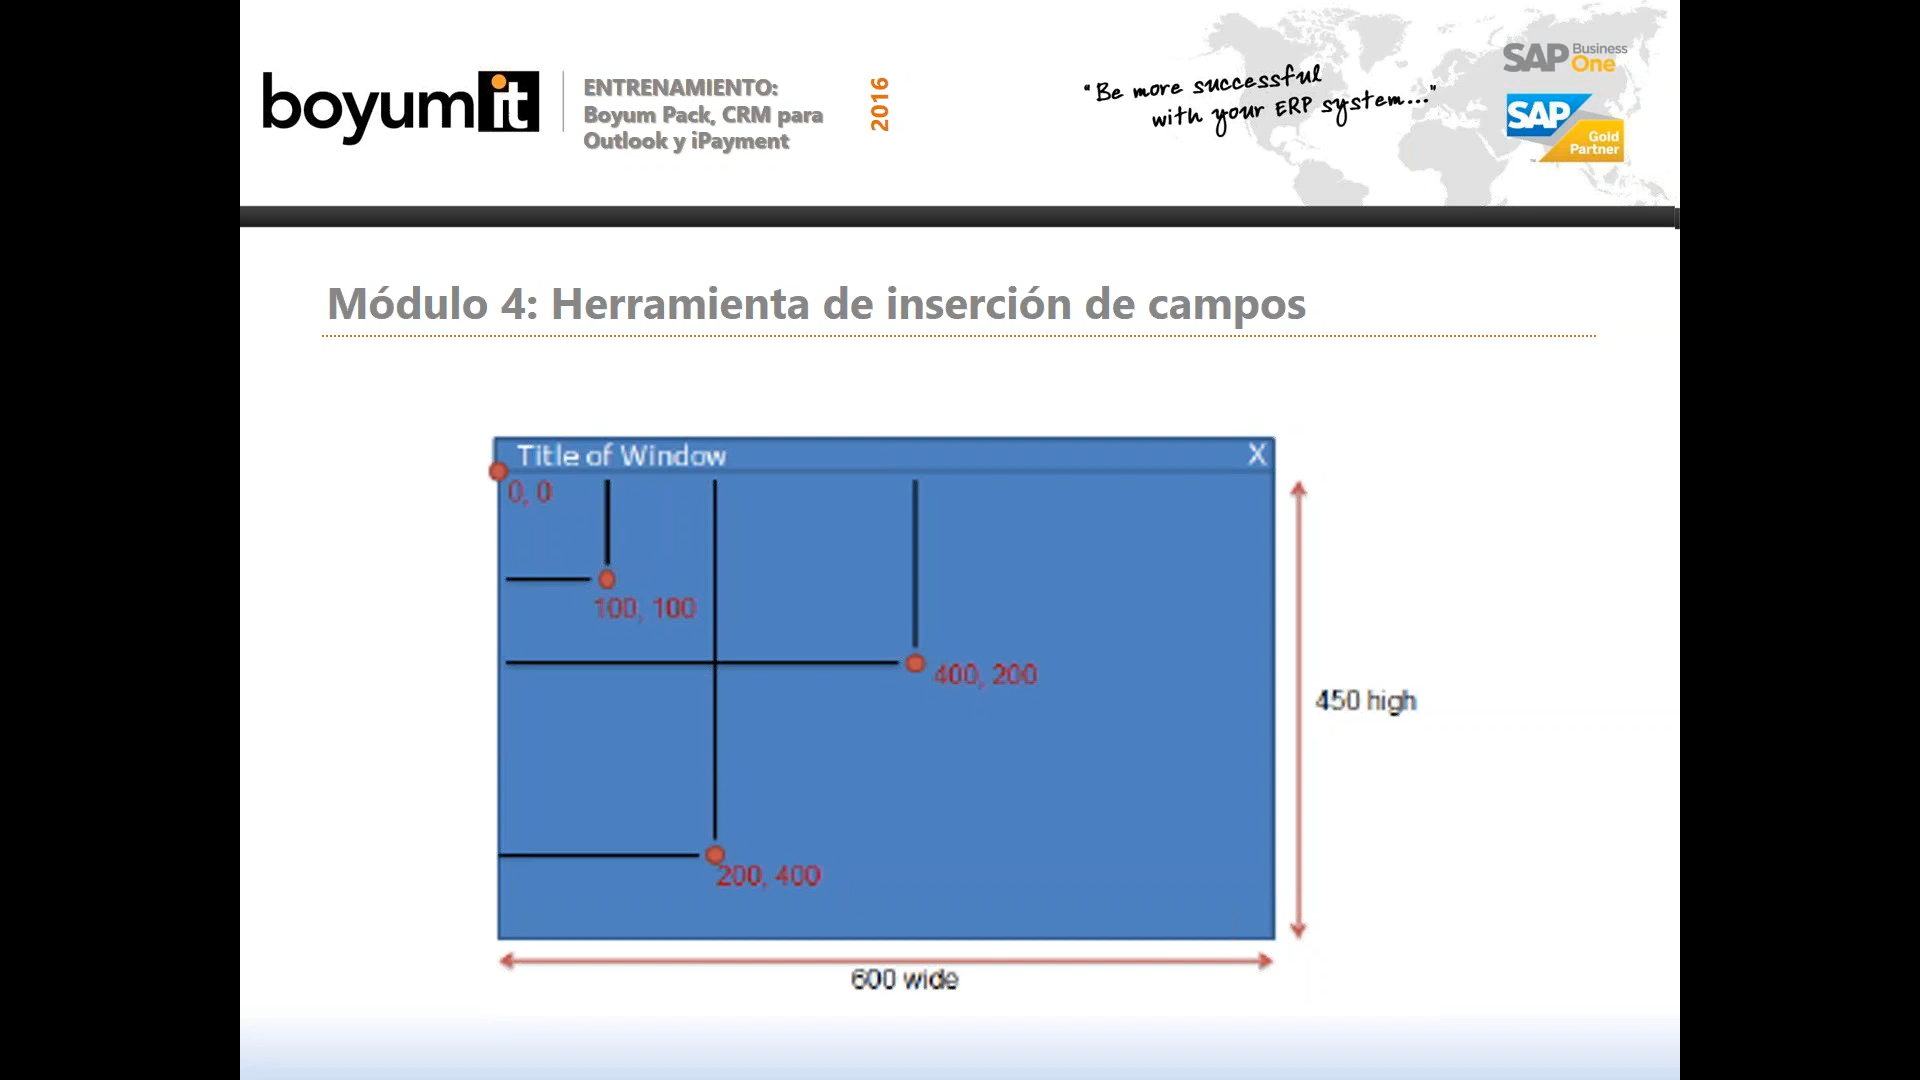 boyumit
ENTRENAMIENTO:
Boyum Pack, CRM para
Outlook y iPayment
2016
"Be more successful
with your ERP system..."
SAP Business
One
SAP
Gold
Partner
Módulo 4: Herramienta de inserción de campos
Title of Window X
0, 0
100, 100
400, 200
450 high
200, 400
600 wide